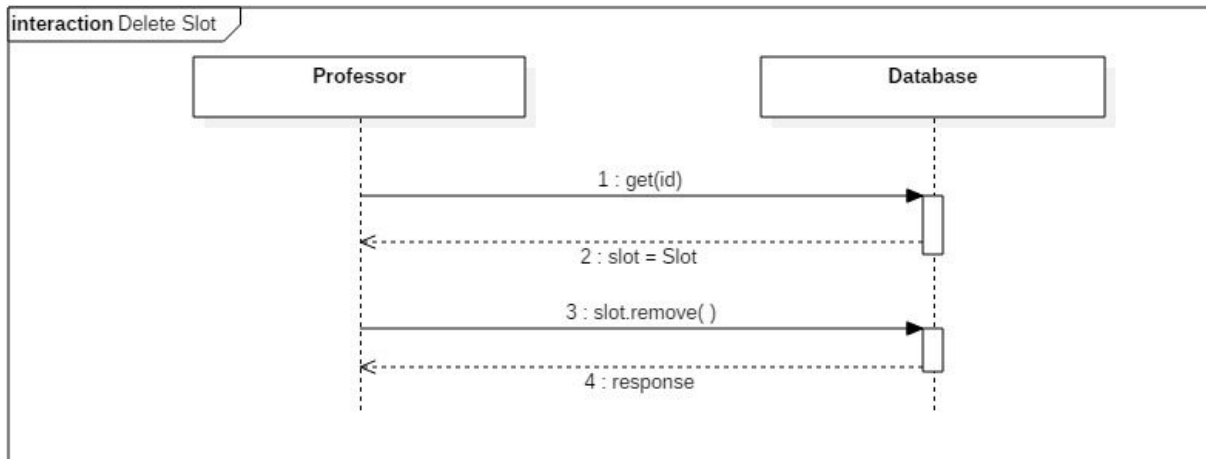 interaction Delete Slot
Professor
Database
1 : get(id)
2 : slot = Slot
3 : slot.remove( )
4 : response